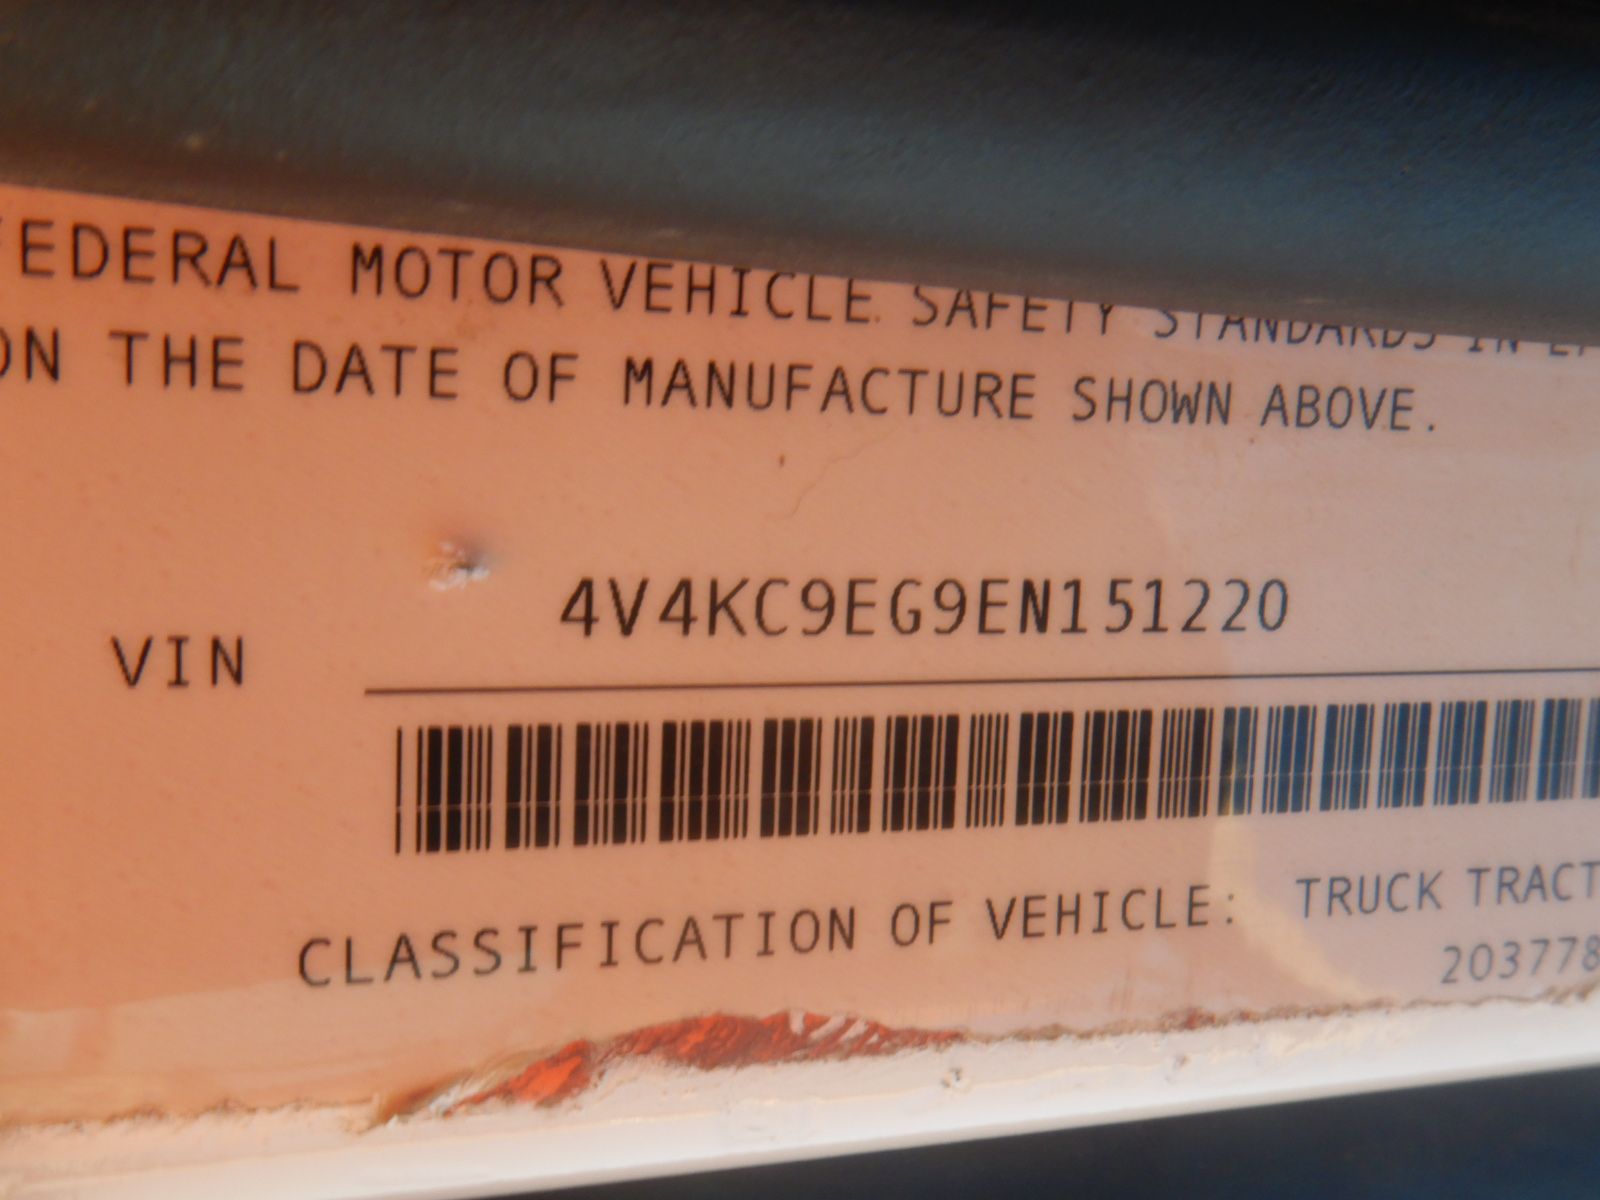 FEDERAL MOTOR VEHICLE SAFETY STANDARDS IN
ON THE DATE OF MANUFACTURE SHOWN ABOVE.
VIN 4V4KC9EG9EN151220
CLASSIFICATION OF VEHICLE: TRUCK TRACT
203778